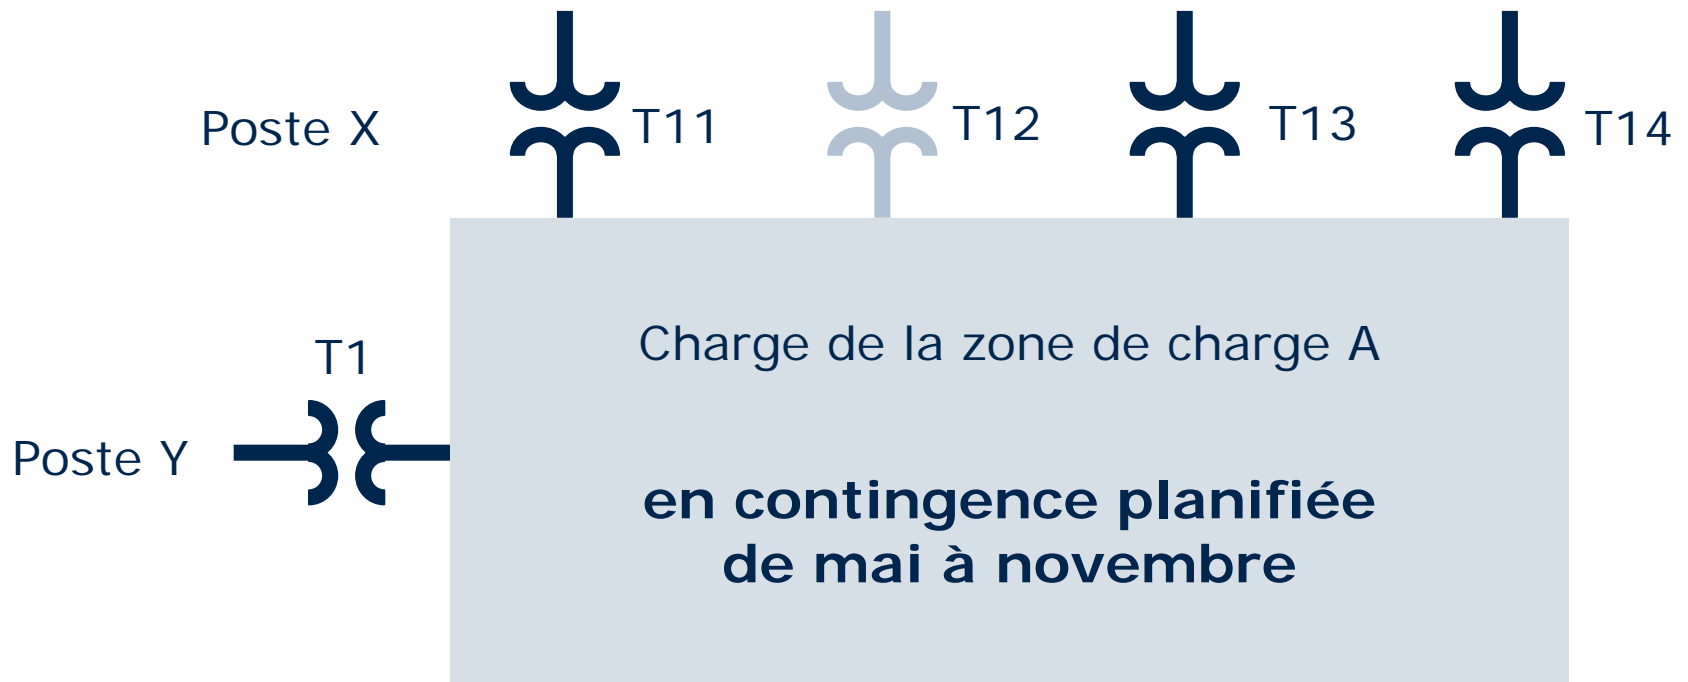 Poste X
T11
T12
T13
T14
Charge de la zone de charge A
T1
Poste Y
en contingence planifiée
de mai à novembre